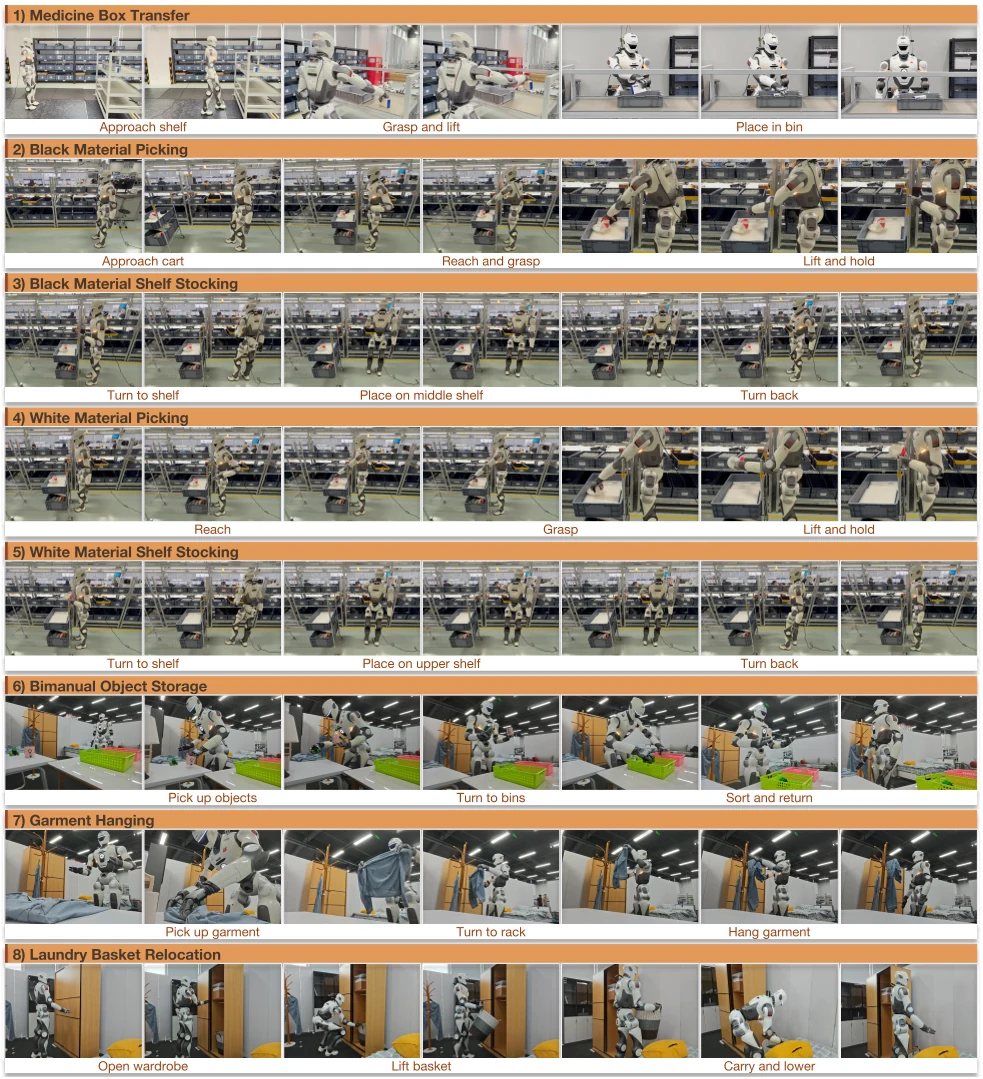 1) Medicine Box Transfer
Approach shelf Grasp and lift Place in bin
2) Black Material Picking
Approach cart Reach and grasp Lift and hold
3) Black Material Shelf Stocking
Turn to shelf Place on middle shelf Turn back
4) White Material Picking
Reach Grasp Lift and hold
5) White Material Shelf Stocking
Turn to shelf Place on upper shelf Turn back
6) Bimanual Object Storage
Pick up objects Turn to bins Sort and return
7) Garment Hanging
Pick up garment Turn to rack Hang garment
8) Laundry Basket Relocation
Open wardrobe Lift basket Carry and lower